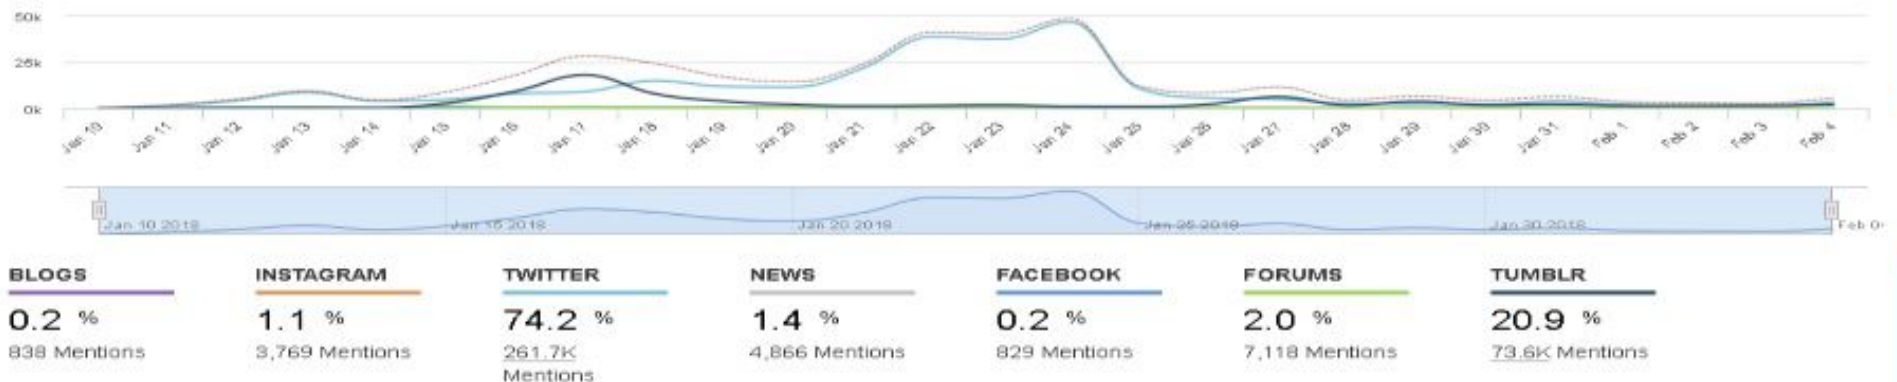 50k
25k
0k
Jan 10 Jan 11 Jan 12 Jan 13 Jan 14 Jan 15 Jan 16 Jan 17 Jan 18 Jan 19 Jan 20 Jan 21 Jan 22 Jan 23 Jan 24 Jan 25 Jan 26 Jan 27 Jan 28 Jan 29 Jan 30 Jan 31 Feb 1 Feb 2 Feb 3 Feb 4
Jan 10 2018 Jan 15 2018 Jan 20 2018 Jan 25 2018 Jan 30 2018 Feb 0
BLOGS INSTAGRAM TWITTER NEWS FACEBOOK FORUMS TUMBLR
0.2 % 1.1 % 74.2 % 1.4 % 0.2 % 2.0 % 20.9 %
838 Mentions 3,769 Mentions 261.7K 4,866 Mentions 829 Mentions 7,118 Mentions 73.6K Mentions
Mentions